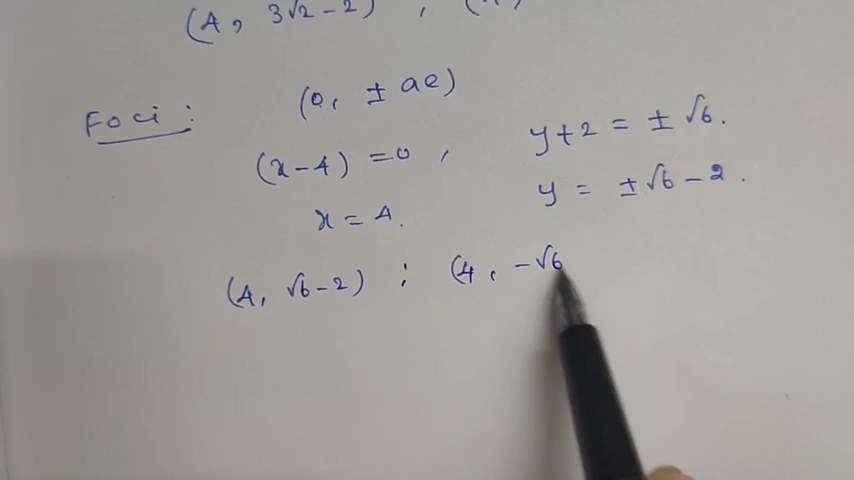 (4, 3√2-2) , (
Foci : (0, ± ae)
(x-4) =0 , y+2 = ± √6.
x = 4. y = ±√6 - 2 .
(4, √6-2) ; (4, -√6